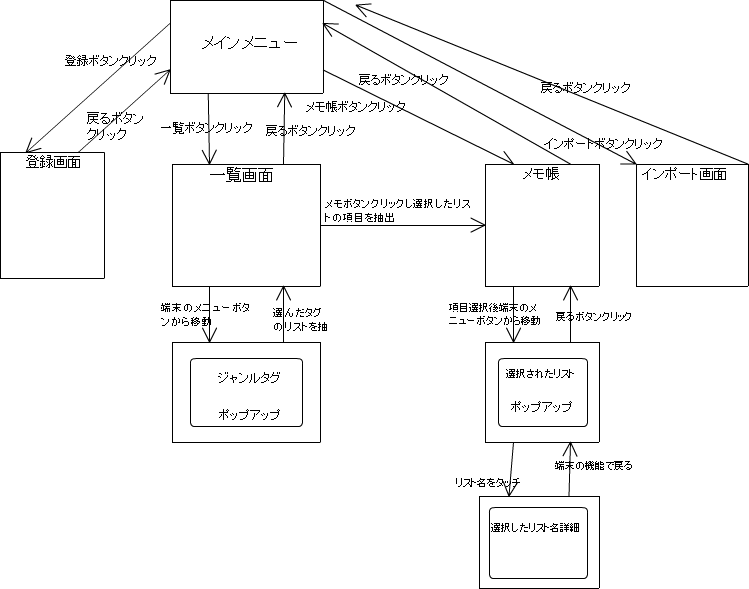 メインメニュー
登録ボタンクリック
戻るボタンクリック
戻るボタンクリック
メモ帳ボタンクリック
戻るボタン
クリック
一覧ボタンクリック
戻るボタンクリック
インポートボタンクリック
登録画面
一覧画面
メモ帳
インポート画面
メモボタンクリックし選択したリス
トの項目を抽出
端末のメニューボタ
ンから移動
選んだタグ
のリストを抽
項目選択後端末のメ
ニューボタンから移動
戻るボタンクリック
ジャンルタグ
ポップアップ
選択されたリスト
ポップアップ
リスト名をタッチ
端末の機能で戻る
選択したリスト名詳細